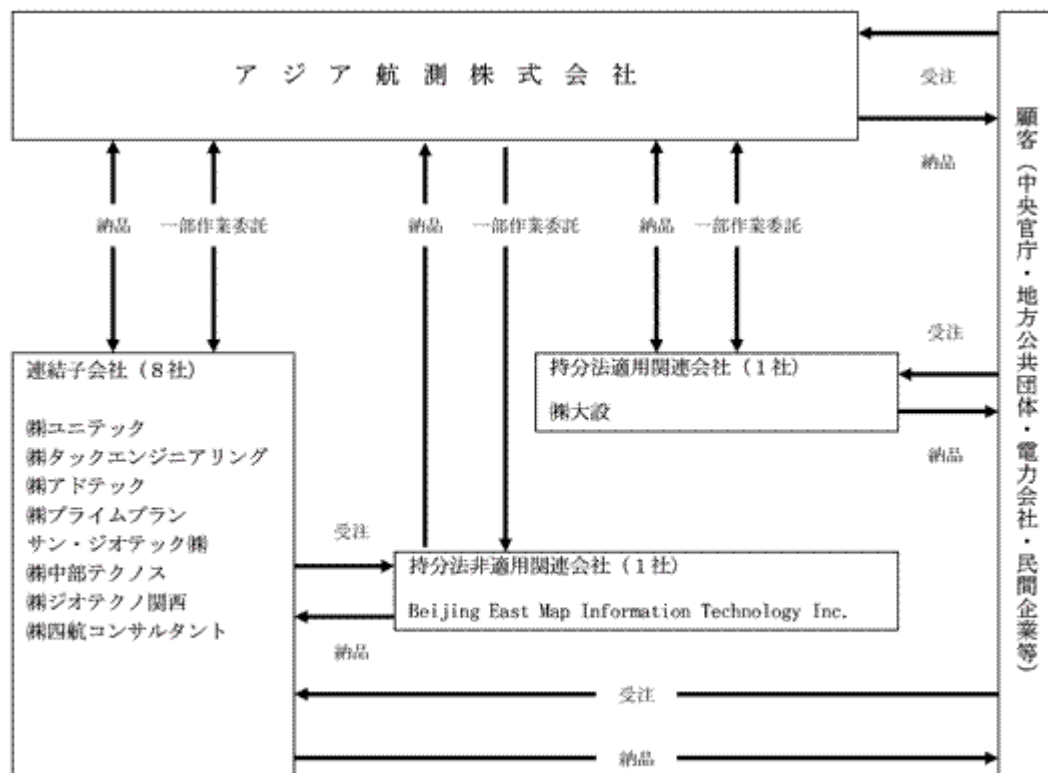 アジア航測株式会社
受注
納品
顧客（中央官庁・地方公共団体・電力会社・民間企業等）
納品
一部作業委託
納品
一部作業委託
納品
一部作業委託
連結子会社（８社）
㈱ユニテック
㈱タックエンジニアリング
㈱アドテック
㈱プライムプラン
サン・ジオテック㈱
㈱中部テクノス
㈱ジオテクノ関西
㈱四航コンサルタント
持分法適用関連会社（１社）
㈱大設
受注
納品
受注
持分法非適用関連会社（１社）
Beijing East Map Information Technology Inc.
納品
受注
納品